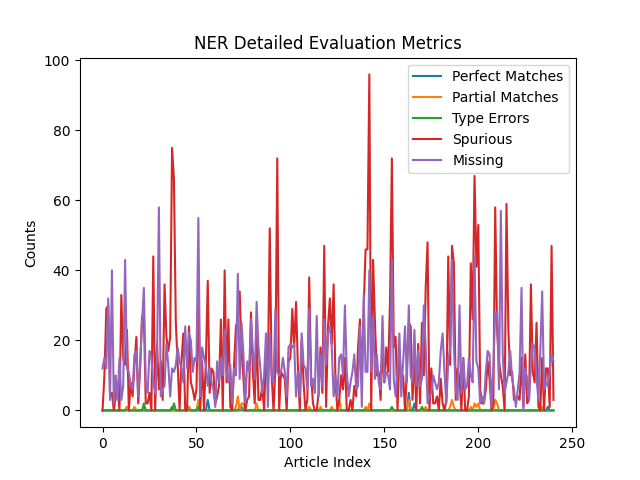 NER Detailed Evaluation Metrics
100
80
60
40
20
0
Counts
Perfect Matches
Partial Matches
Type Errors
Spurious
Missing
0 50 100 150 200 250
Article Index